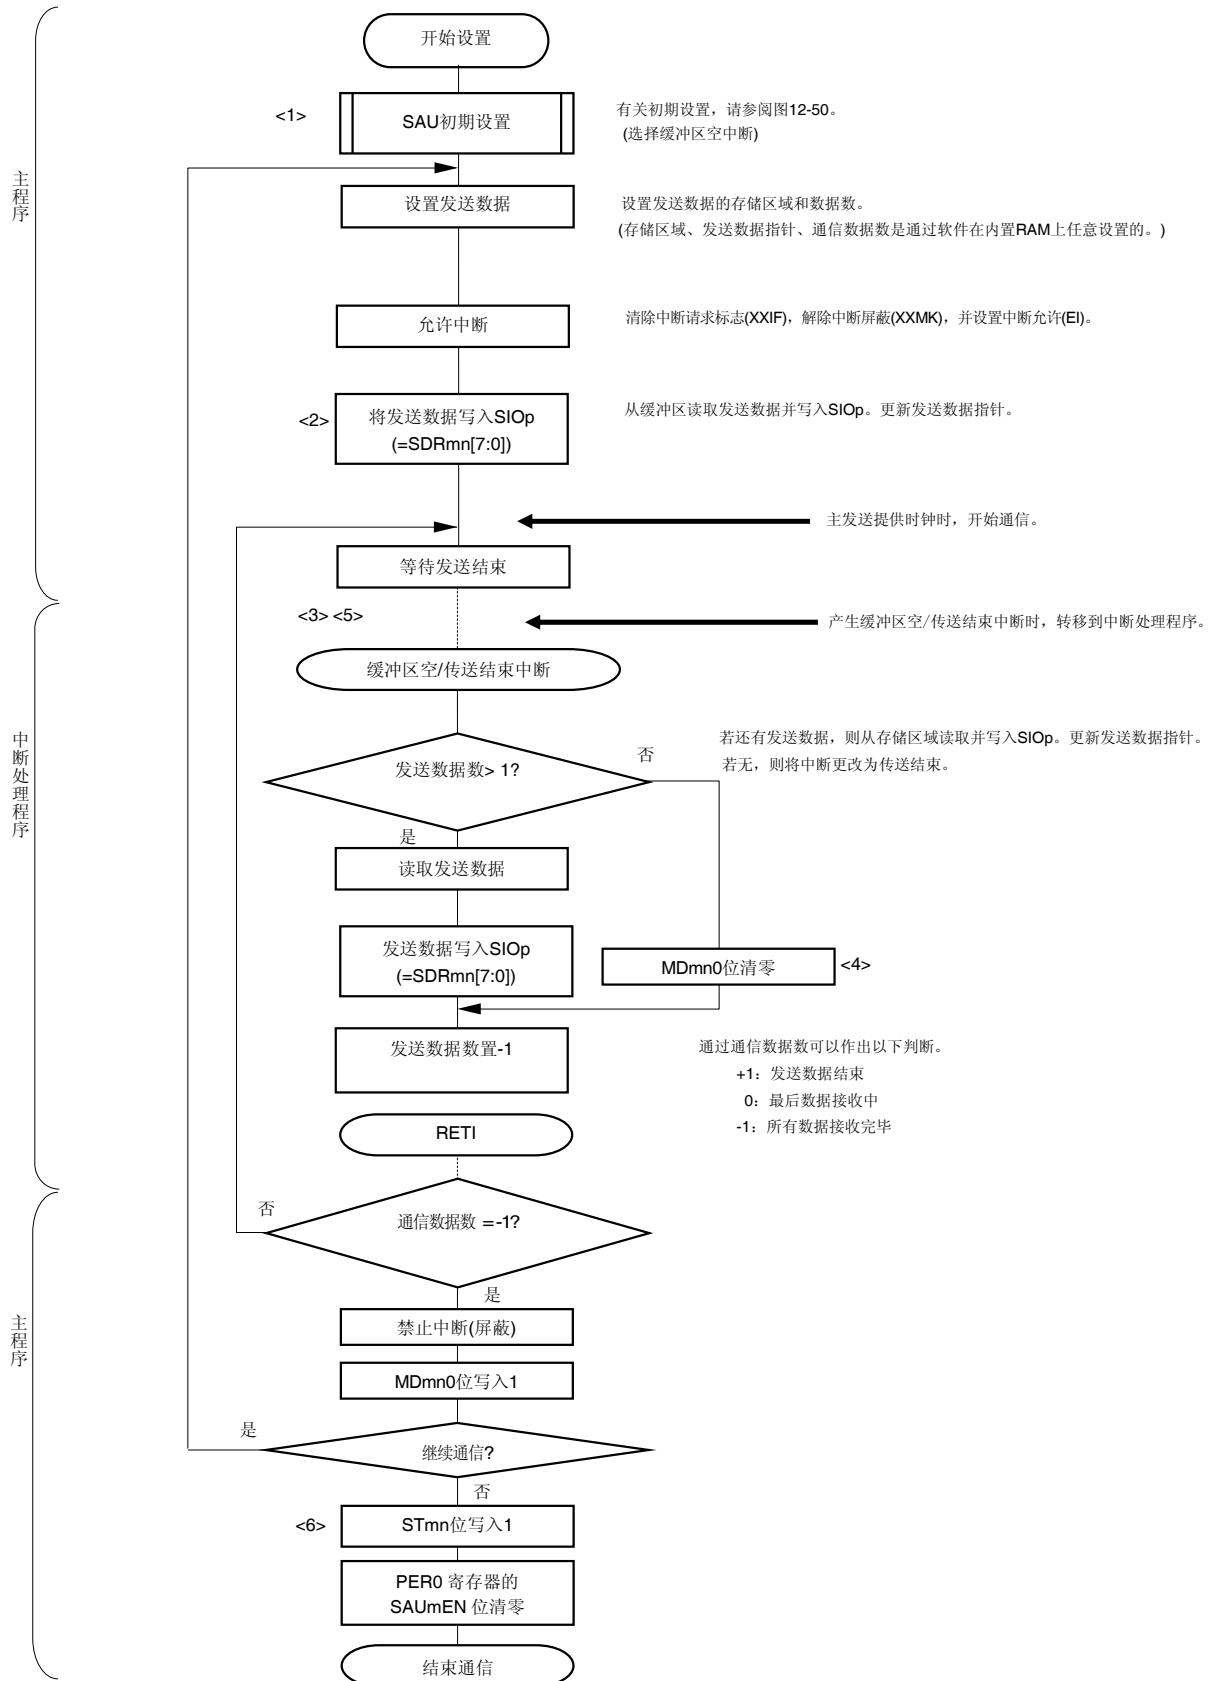 开始设置
<1>
SAU初期设置
有关初期设置，请参阅图12-50。
(选择缓冲区空中断)
主程序
设置发送数据
设置发送数据的存储区域和数据数。
(存储区域、发送数据指针、通信数据数是通过软件在内置RAM上任意设置的。)
允许中断
清除中断请求标志(XXIF)，解除中断屏蔽(XXMK)，并设置中断允许(EI)。
<2>
将发送数据写入SIOp
(=SDRmn[7:0])
从缓冲区读取发送数据并写入SIOp。更新发送数据指针。
主发送提供时钟时，开始通信。
等待发送结束
<3> <5>
产生缓冲区空/传送结束中断时，转移到中断处理程序。
缓冲区空/传送结束中断
中断处理程序
发送数据数> 1?
否
若还有发送数据，则从存储区域读取并写入SIOp。更新发送数据指针。
若无，则将中断更改为传送结束。
是
读取发送数据
发送数据写入SIOp
(=SDRmn[7:0])
MDmn0位清零
<4>
发送数据数置-1
通过通信数据数可以作出以下判断。
+1：发送数据结束
0：最后数据接收中
-1：所有数据接收完毕
RETI
否
通信数据数 =-1?
是
主程序
禁止中断(屏蔽)
MDmn0位写入1
是
继续通信?
否
<6>
STmn位写入1
PER0 寄存器的
SAUmEN 位清零
结束通信